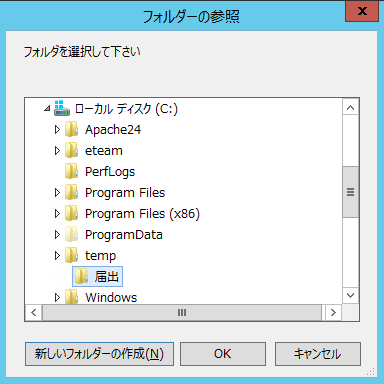 フォルダーの参照
フォルダを選択して下さい
ローカル ディスク (C:)
Apache24
eteam
PerfLogs
Program Files
Program Files (x86)
ProgramData
temp
届出
Windows
新しいフォルダーの作成(N)
OK
キャンセル